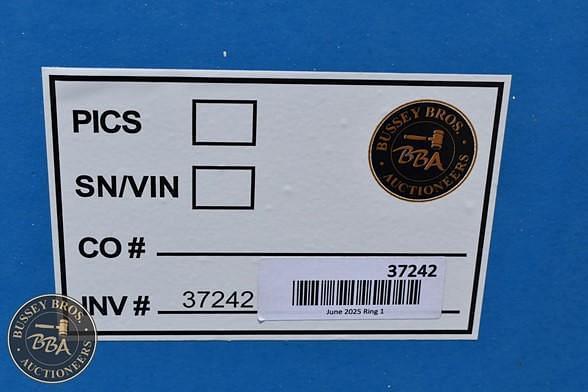 PICS
BUSSEY BROS.
BBA
AUCTIONEERS
SN/VIN
CO #
37242
INV # 37242
June 2025 Ring 1
BUSSEY BROS.
BBA
AUCTIONEERS